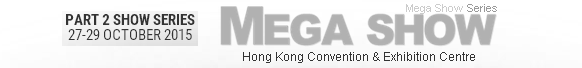 PART 2 SHOW SERIES
27-29 OCTOBER 2015
Mega Show Series
MEGA SHOW
Hong Kong Convention & Exhibition Centre